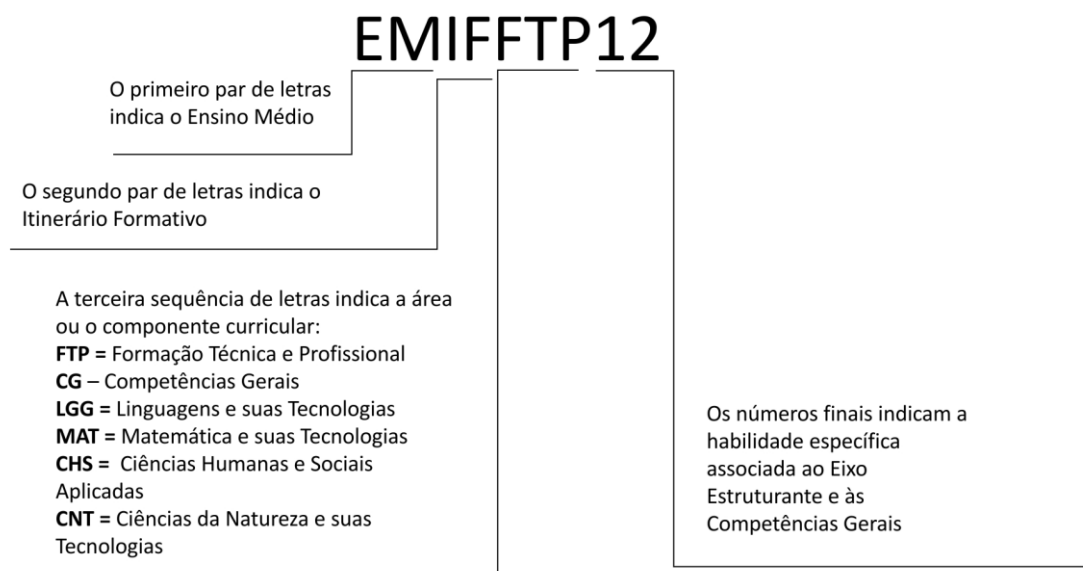 EMIFFTP12
O primeiro par de letras
indica o Ensino Médio
O segundo par de letras indica o
Itinerário Formativo
A terceira sequência de letras indica a área
ou o componente curricular:
FTP = Formação Técnica e Profissional
CG – Competências Gerais
LGG = Linguagens e suas Tecnologias
MAT = Matemática e suas Tecnologias
CHS = Ciências Humanas e Sociais
Aplicadas
CNT = Ciências da Natureza e suas
Tecnologias
Os números finais indicam a
habilidade específica
associada ao Eixo
Estruturante e às
Competências Gerais